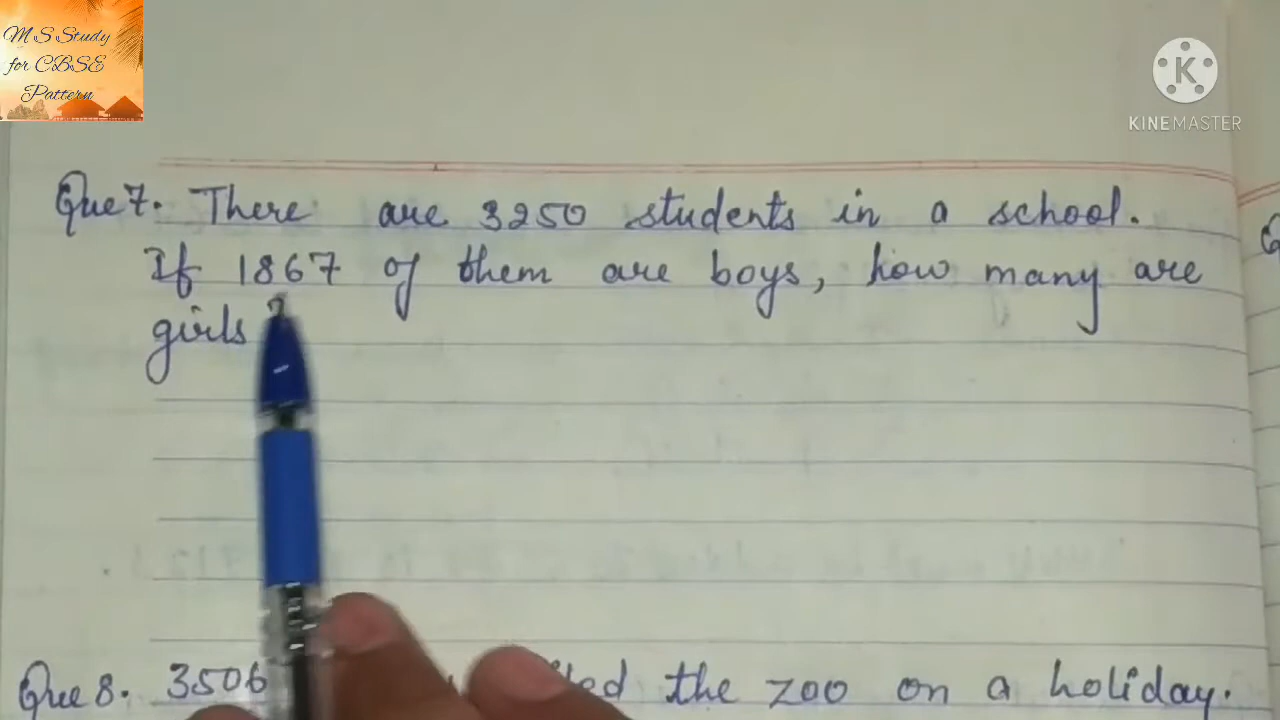 M S Study
for CBSE
Pattern
KINEMASTER
Que 7. There are 3250 students in a school.
If 1867 of them are boys, how many are
girls ?
Que 8. 3506 the zoo on a holiday.